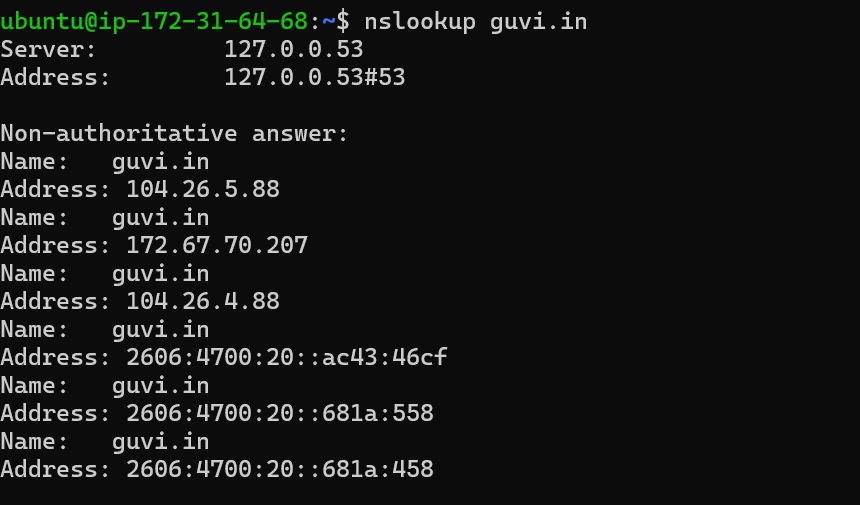 ubuntu@ip-172-31-64-68:~$ nslookup guvi.in
Server:         127.0.0.53
Address:        127.0.0.53#53

Non-authoritative answer:
Name:   guvi.in
Address: 104.26.5.88
Name:   guvi.in
Address: 172.67.70.207
Name:   guvi.in
Address: 104.26.4.88
Name:   guvi.in
Address: 2606:4700:20::ac43:46cf
Name:   guvi.in
Address: 2606:4700:20::681a:558
Name:   guvi.in
Address: 2606:4700:20::681a:458